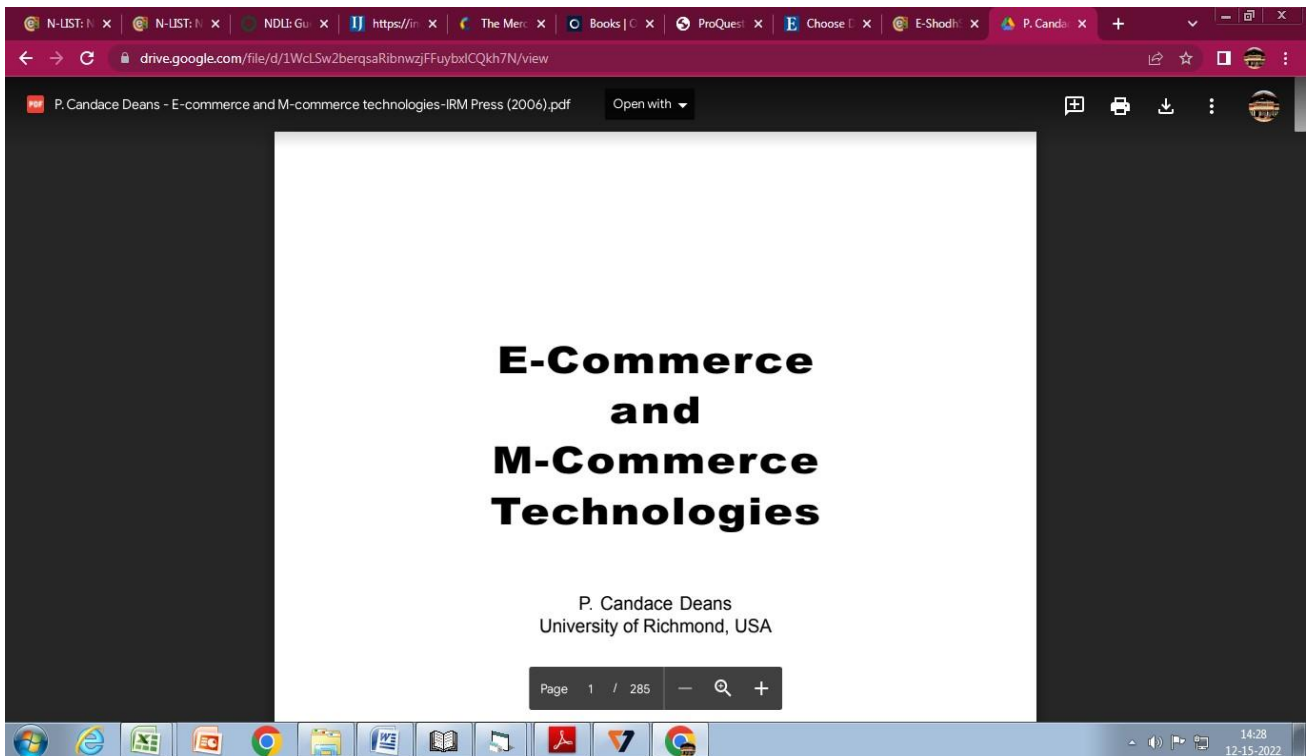 N-LIST: N
N-LIST: N
NDLI: Gu
https://in
The Merc
Books | C
ProQuest
Choose D
E-ShodhS
P. Canda
drive.google.com/file/d/1WcLSw2berqsaRibnwzjFFuybxlCQkh7N/view
PDF P. Candace Deans - E-commerce and M-commerce technologies-IRM Press (2006).pdf Open with
E-Commerce
and
M-Commerce
Technologies
P. Candace Deans
University of Richmond, USA
Page 1 / 285
14:28
12-15-2022